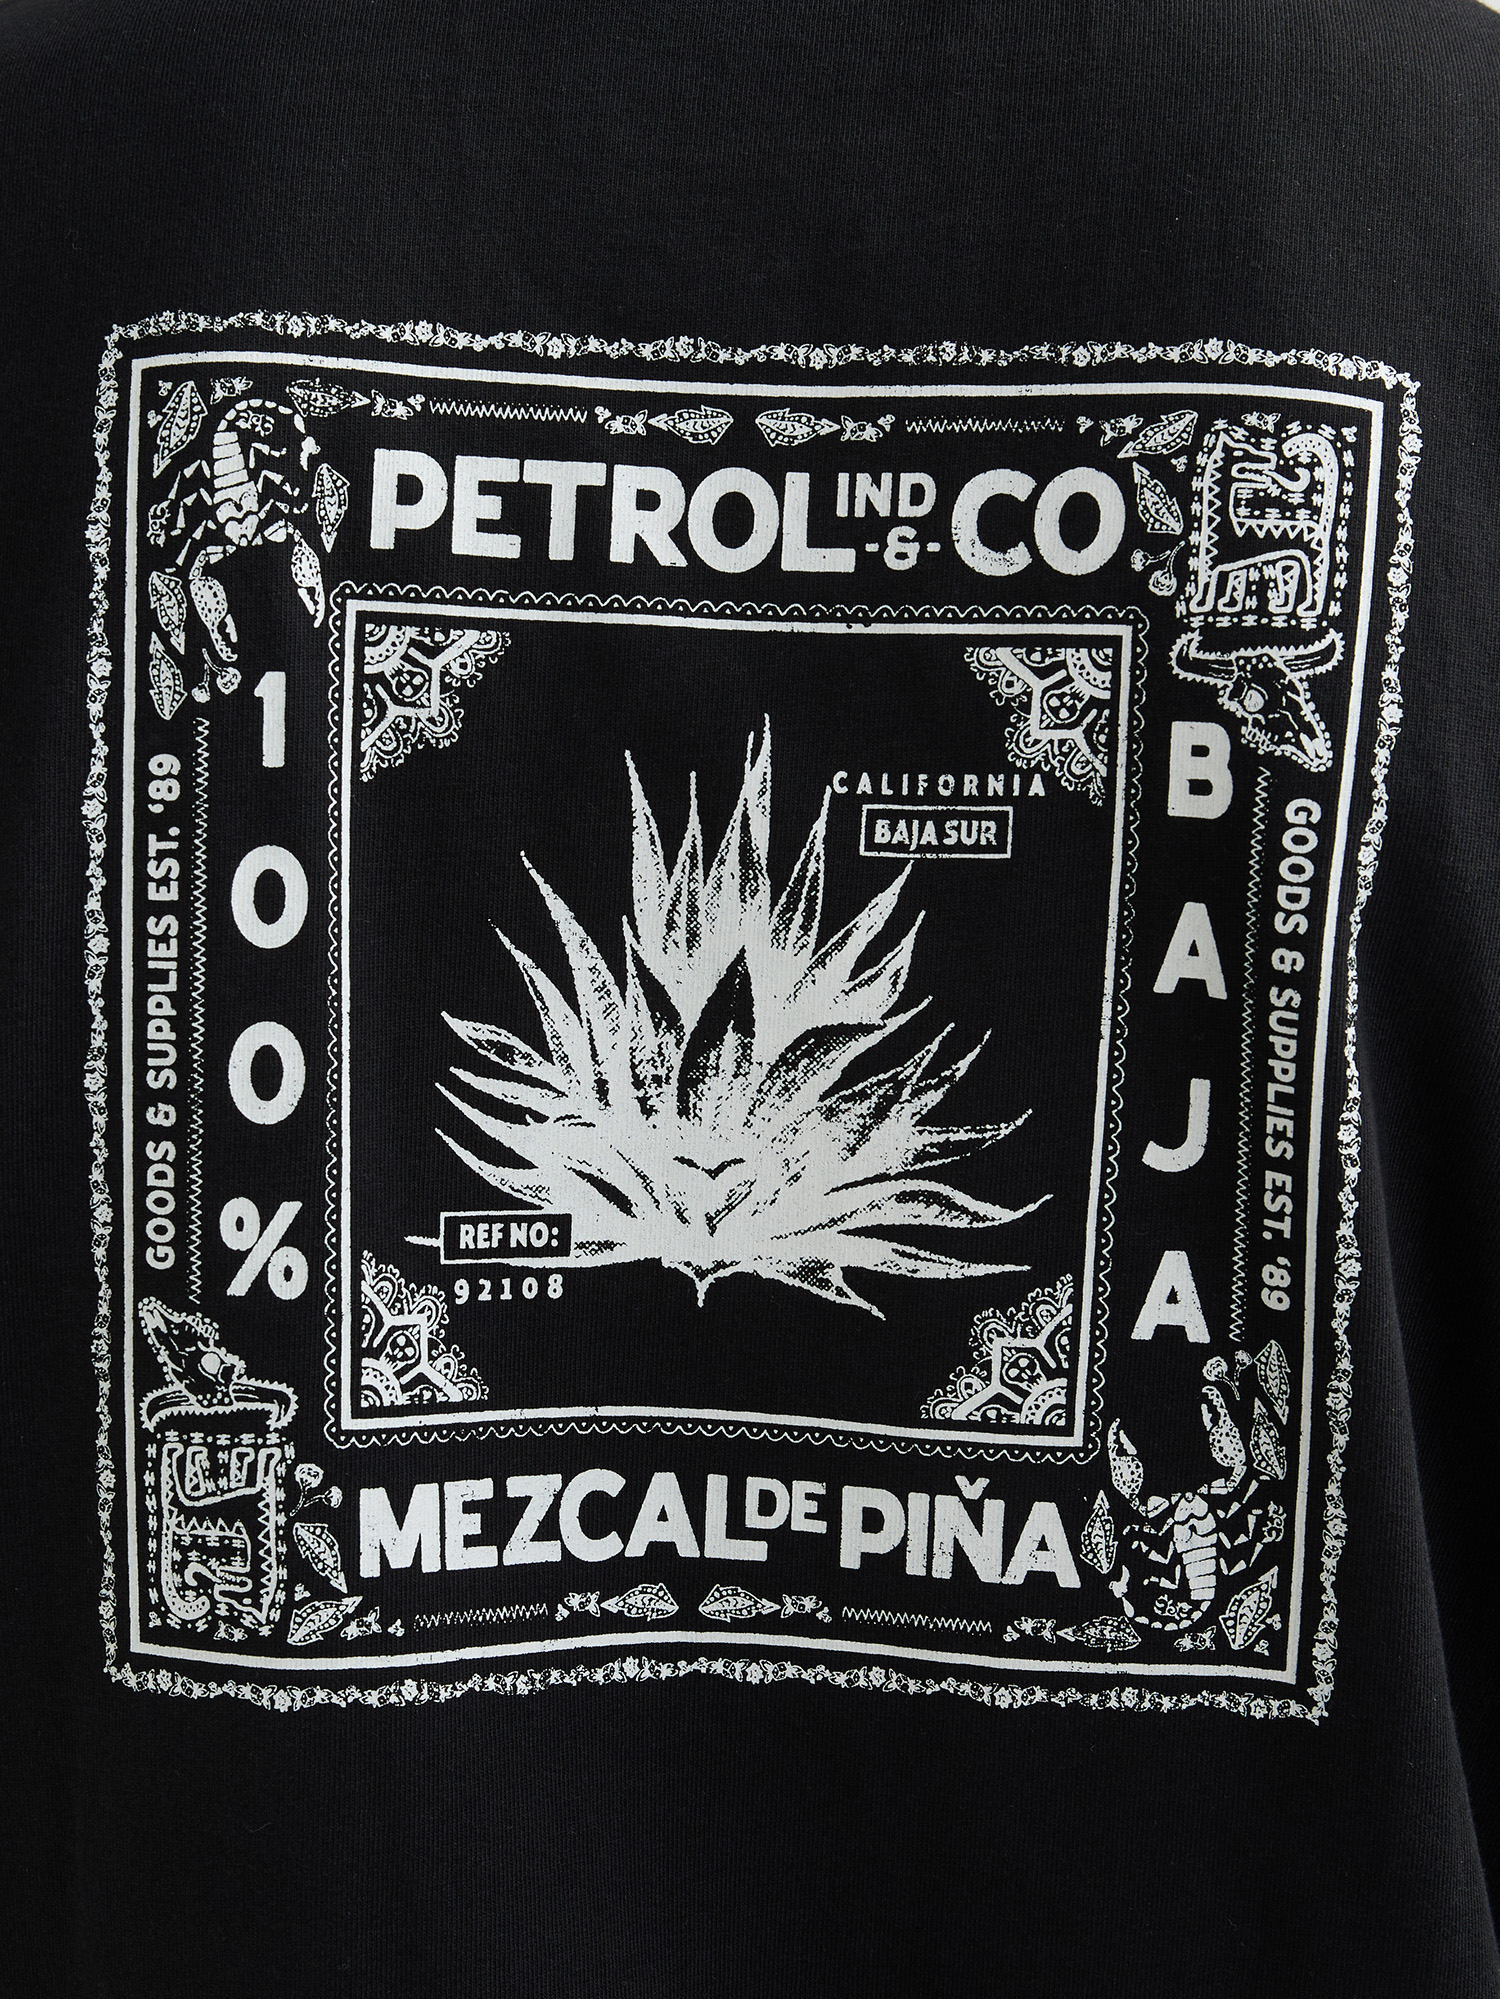 PETROL IND -&- CO
100%
GOODS & SUPPLIES EST. '89
CALIFORNIA
BAJA SUR
REF NO:
92108
BAJA
GOODS & SUPPLIES EST. '89
MEZCAL DE PIÑA